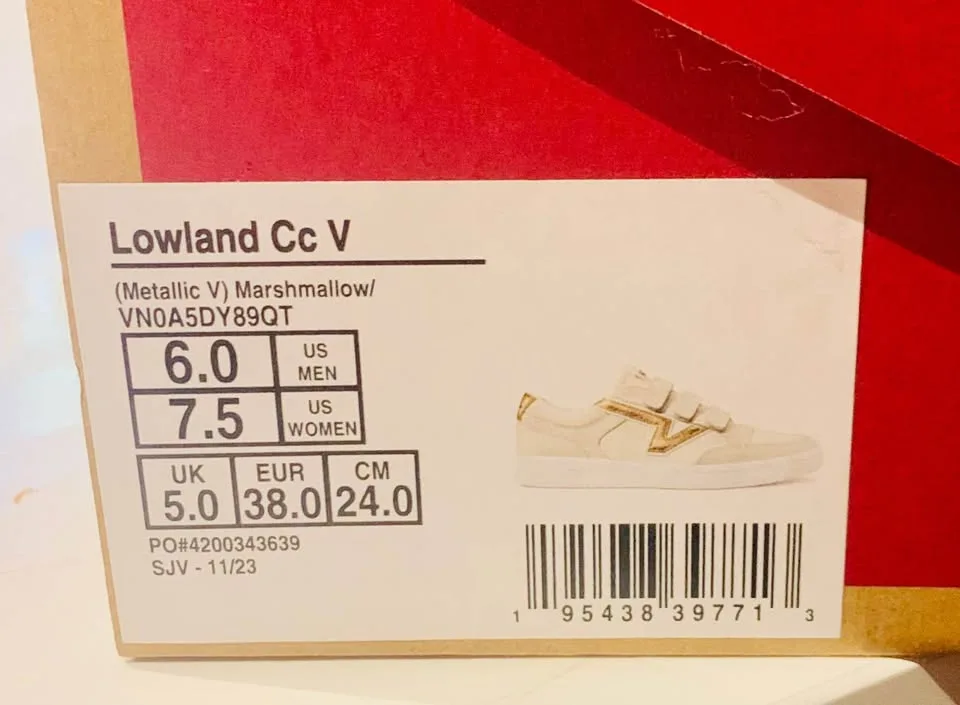 Lowland Cc V
(Metallic V) Marshmallow/
VN0A5DY89QT
6.0 US MEN
7.5 US WOMEN
UK EUR CM
5.0 38.0 24.0
PO#4200343639
SJV - 11/23
1 95438 39771 3